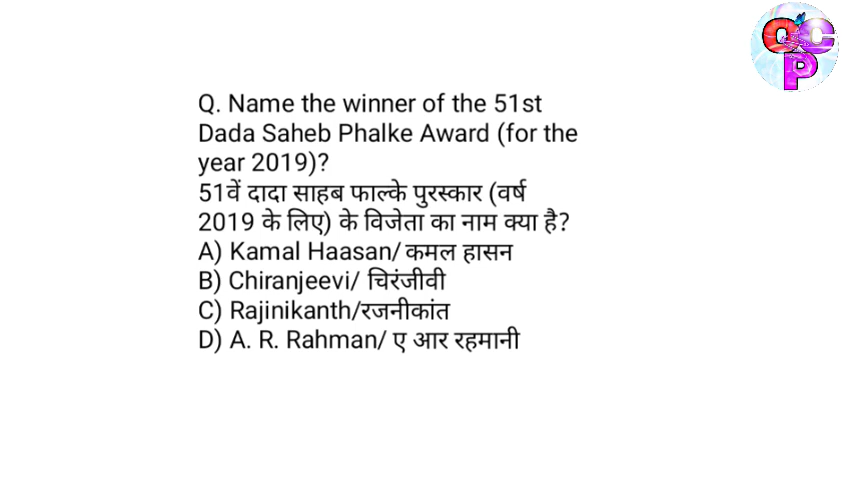 QCP
Q. Name the winner of the 51st
Dada Saheb Phalke Award (for the
year 2019)?
51वें दादा साहब फाल्के पुरस्कार (वर्ष
2019 के लिए) के विजेता का नाम क्या है?
A) Kamal Haasan/ कमल हासन
B) Chiranjeevi/ चिरंजीवी
C) Rajinikanth/रजनीकांत
D) A. R. Rahman/ ए आर रहमानी